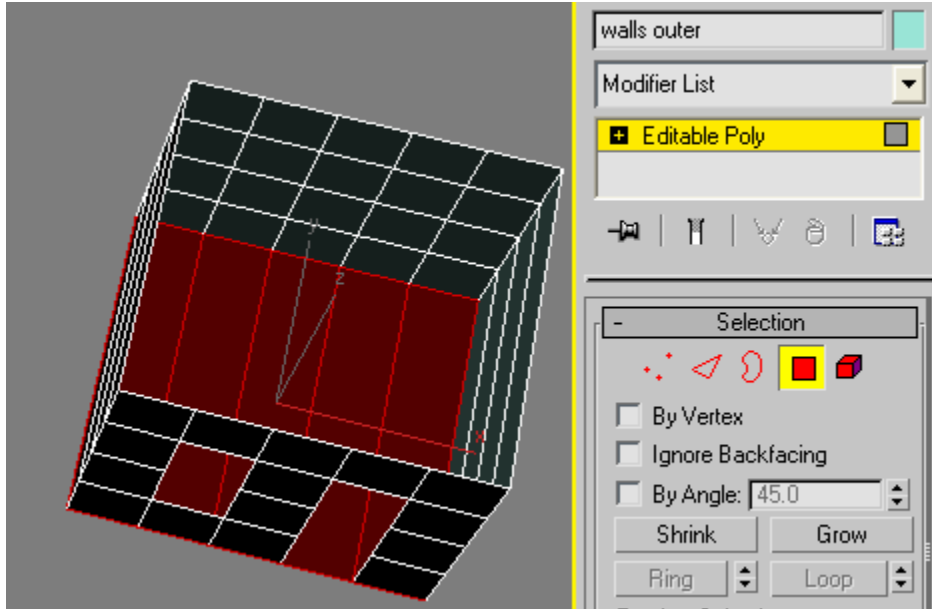 walls outer
Modifier List
Editable Poly
y
z
x
- Selection
By Vertex
Ignore Backfacing
By Angle: 45.0
Shrink Grow
Ring Loop